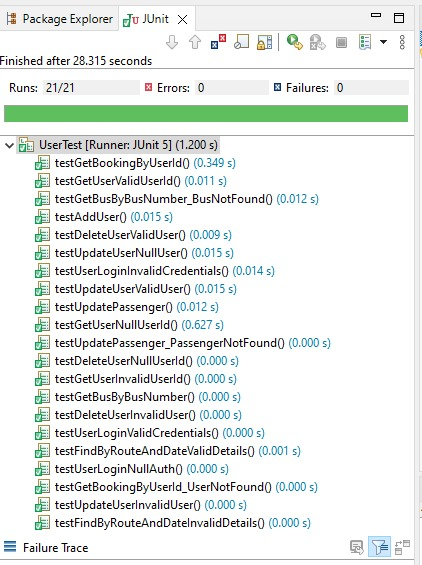 Package Explorer JUnit
Finished after 28.315 seconds
Runs: 21/21 Errors: 0 Failures: 0
UserTest [Runner: JUnit 5] (1.200 s)
testGetBookingByUserId() (0.349 s)
testGetUserValidUserId() (0.011 s)
testGetBusByBusNumber_BusNotFound() (0.012 s)
testAddUser() (0.015 s)
testDeleteUserValidUser() (0.009 s)
testUpdateUserNullUser() (0.015 s)
testUserLoginInvalidCredentials() (0.014 s)
testUpdateUserValidUser() (0.015 s)
testUpdatePassenger() (0.012 s)
testGetUserNullUserId() (0.627 s)
testUpdatePassenger_PassengerNotFound() (0.000 s)
testDeleteUserNullUserId() (0.000 s)
testGetUserInvalidUserId() (0.000 s)
testGetBusByBusNumber() (0.000 s)
testDeleteUserInvalidUser() (0.000 s)
testUserLoginValidCredentials() (0.000 s)
testFindByRouteAndDateValidDetails() (0.001 s)
testUserLoginNullAuth() (0.000 s)
testGetBookingByUserId_UserNotFound() (0.000 s)
testUpdateUserInvalidUser() (0.000 s)
testFindByRouteAndDateInvalidDetails() (0.000 s)
Failure Trace